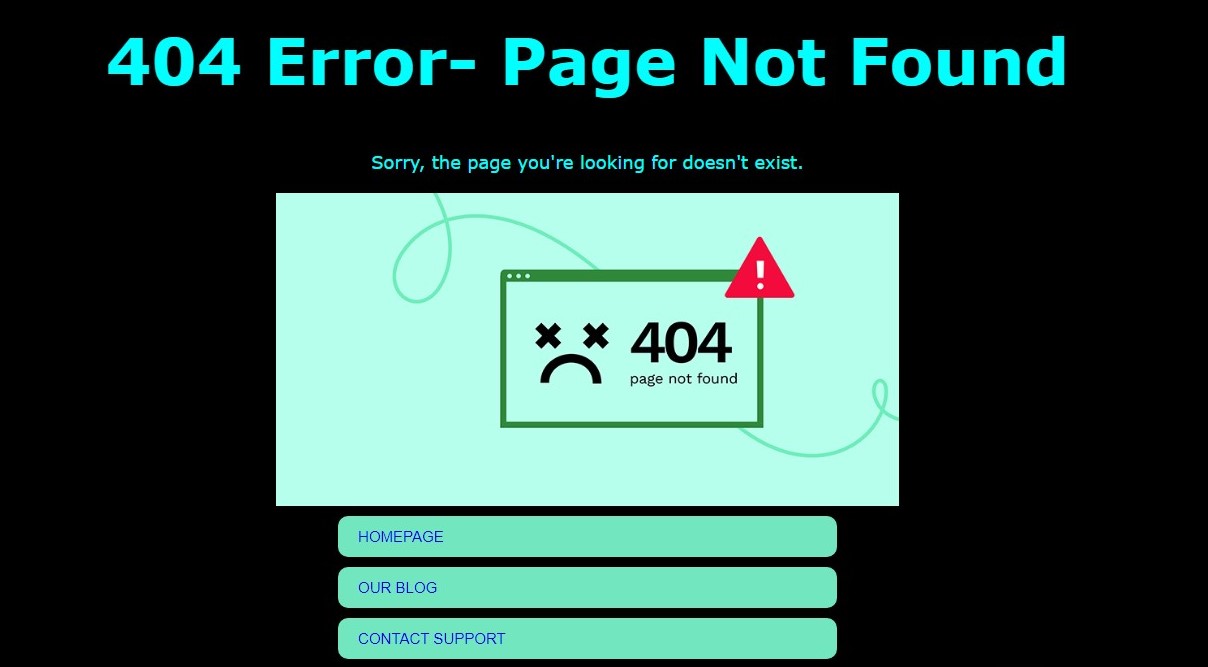 404 Error- Page Not Found
Sorry, the page you're looking for doesn't exist.
404
page not found
HOMEPAGE
OUR BLOG
CONTACT SUPPORT